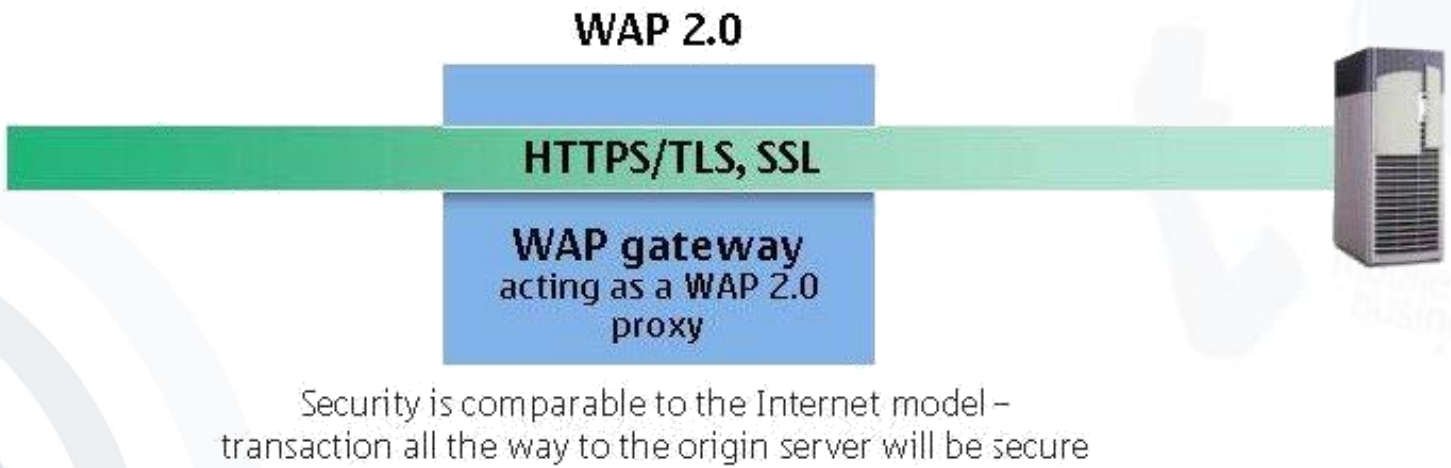 WAP 2.0
HTTPS/TLS, SSL
WAP gateway
acting as a WAP 2.0
proxy
Security is comparable to the Internet model –
transaction all the way to the origin server will be secure